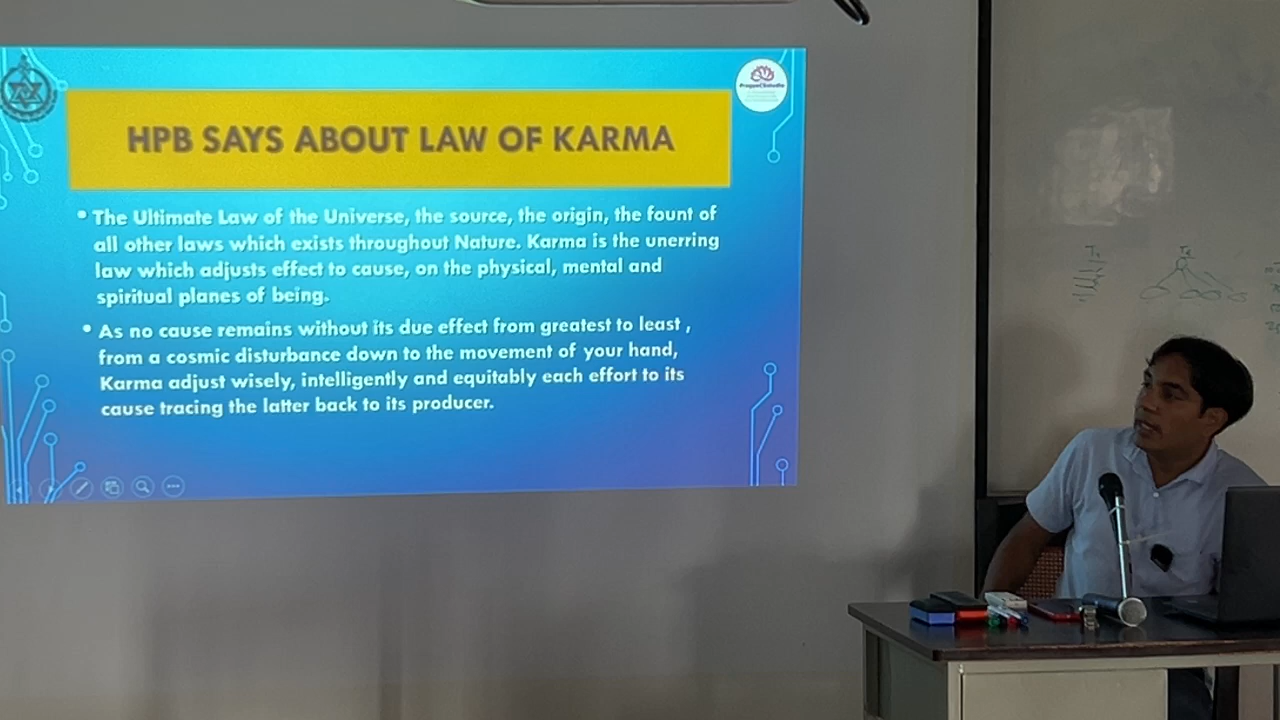 PragyaCSstudio
HPB SAYS ABOUT LAW OF KARMA
• The Ultimate Law of the Universe, the source, the origin, the fount of
all other laws which exists throughout Nature. Karma is the unerring
law which adjusts effect to cause, on the physical, mental and
spiritual planes of being.
• As no cause remains without its due effect from greatest to least ,
from a cosmic disturbance down to the movement of your hand,
Karma adjust wisely, intelligently and equitably each effort to its
cause tracing the latter back to its producer.